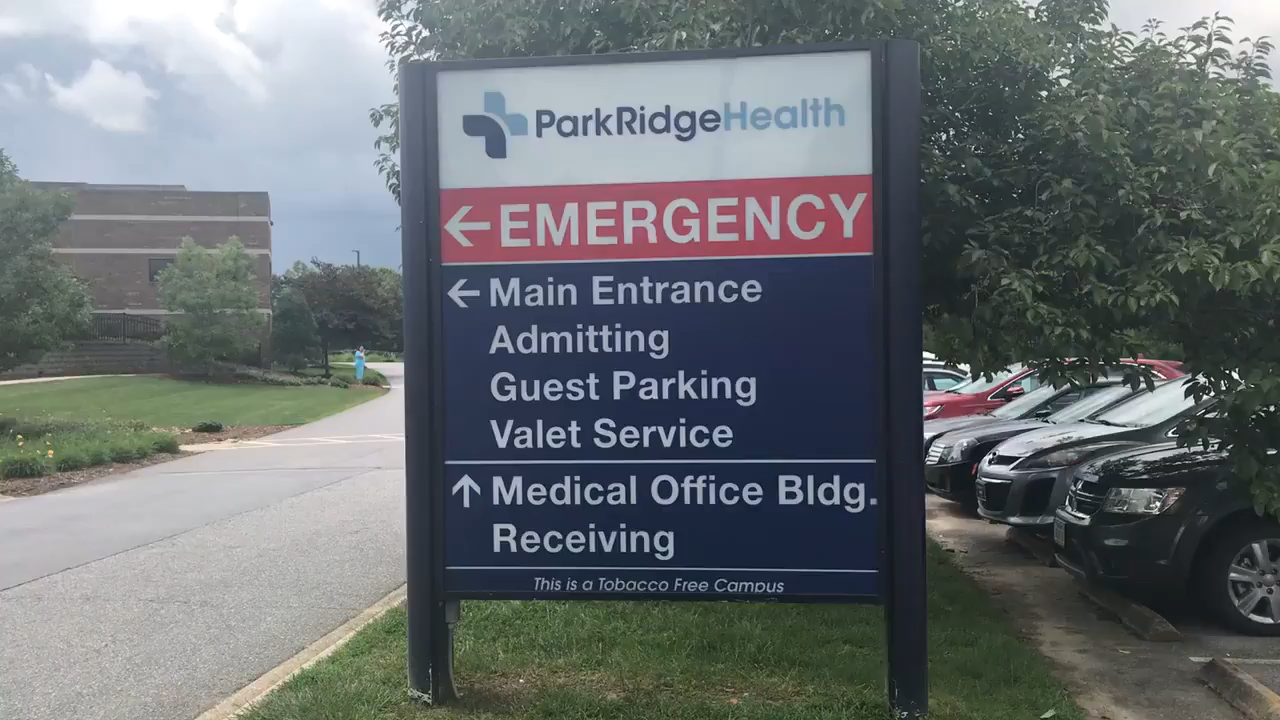 ParkRidgeHealth
←EMERGENCY
←Main Entrance
Admitting
Guest Parking
Valet Service
↑Medical Office Bldg.
Receiving
This is a Tobacco Free Campus